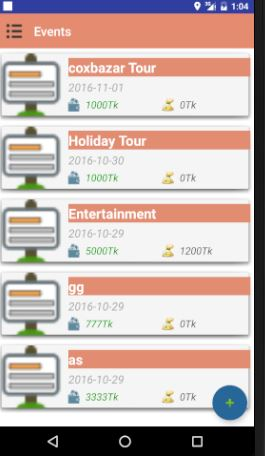 1:04
Events
coxbazar Tour
2016-11-01
1000Tk 0Tk
Holiday Tour
2016-10-30
1000Tk 0Tk
Entertainment
2016-10-29
5000Tk 1200Tk
gg
2016-10-29
777Tk 0Tk
as
2016-10-29
3333Tk 0Tk
+